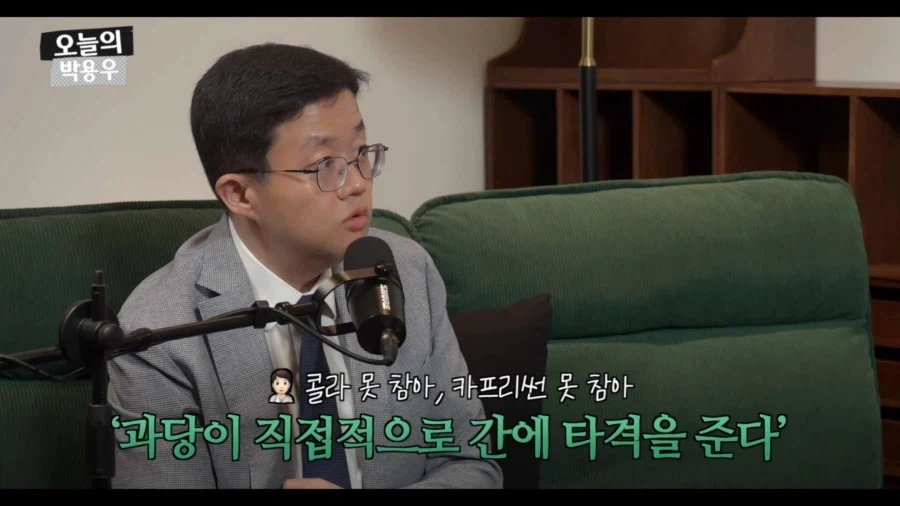 오늘의
박용우
SHURE
콜라 못 참아, 카프리썬 못 참아
‘과당이 직접적으로 간에 타격을 준다’